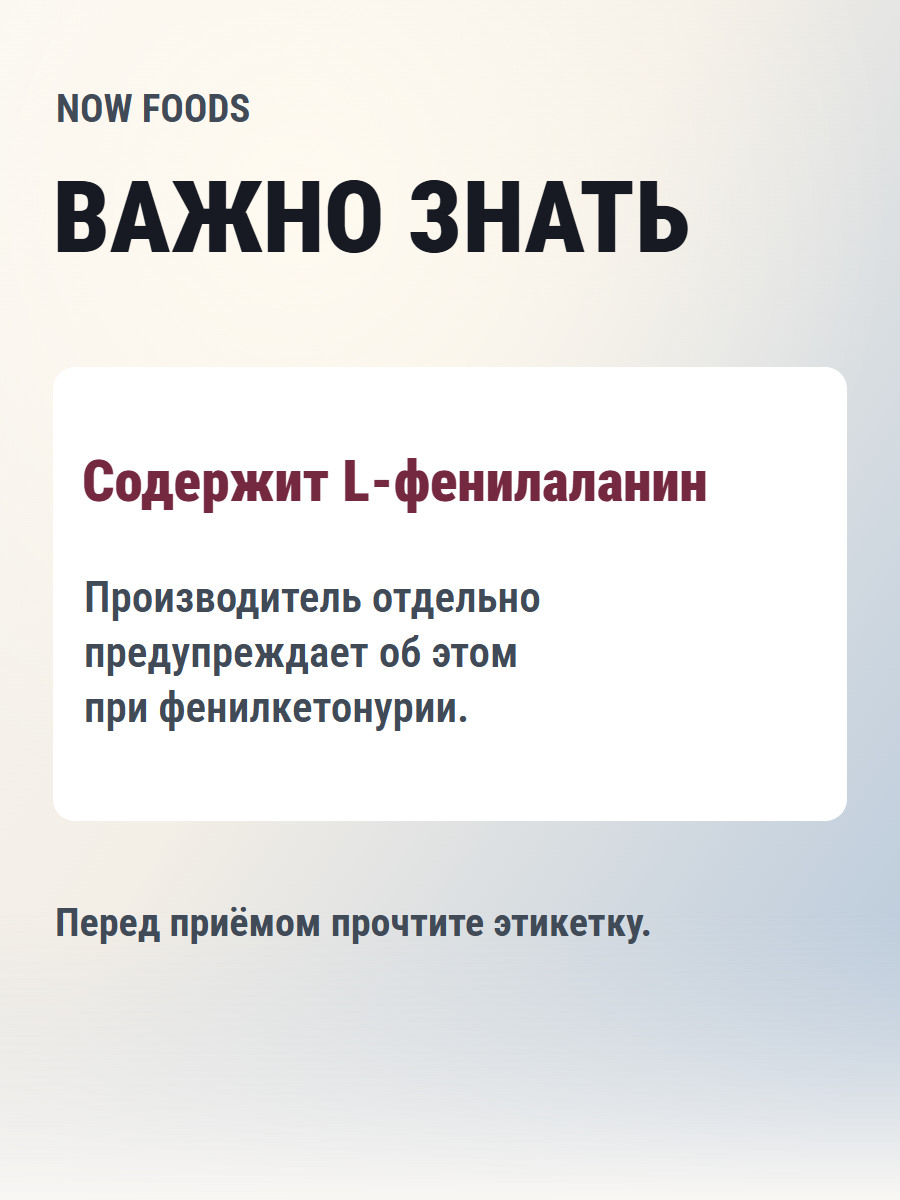 NOW FOODS
ВАЖНО ЗНАТЬ
Содержит L-фенилаланин
Производитель отдельно
предупреждает об этом
при фенилкетонурии.
Перед приёмом прочтите этикетку.